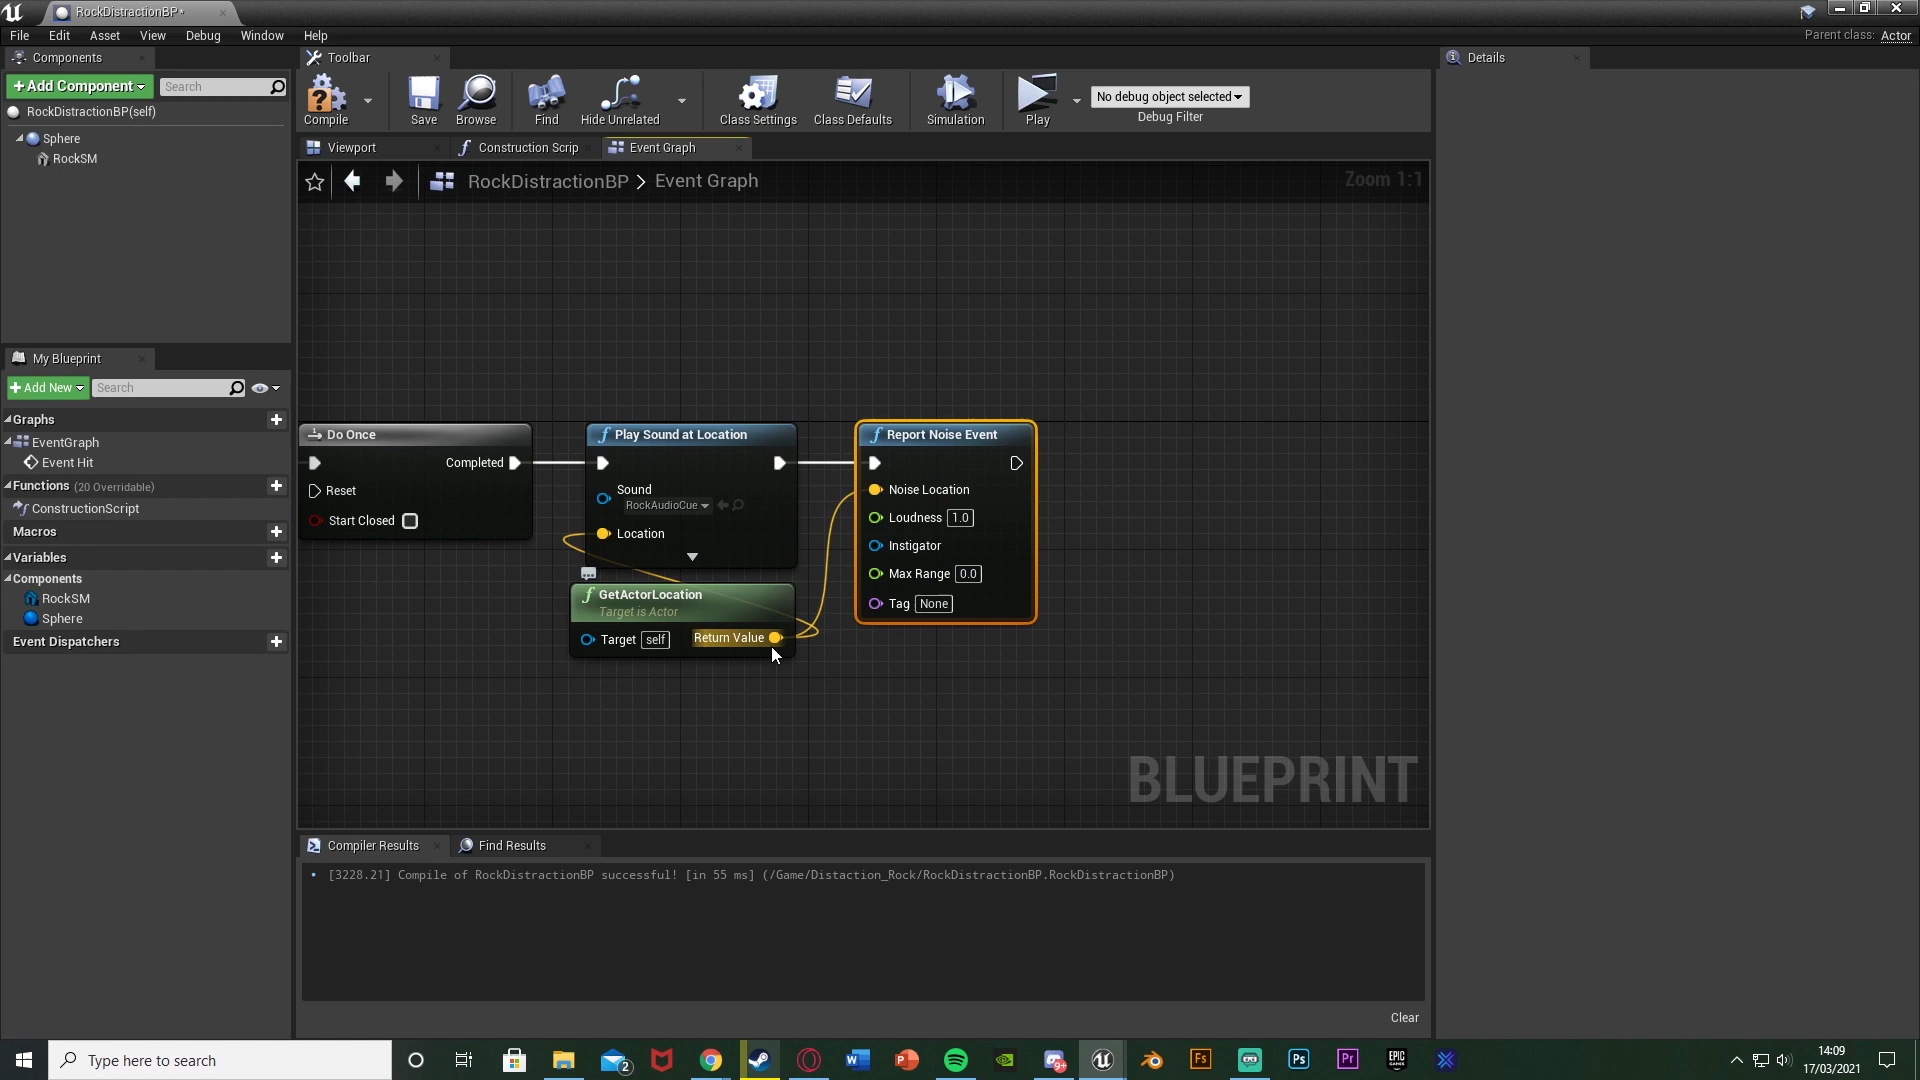 RockDistractionBP*
File Edit Asset View Debug Window Help
Parent class: Actor
Components
+Add Component
Search
RockDistractionBP(self)
Sphere
RockSM
My Blueprint
+Add New
Search
Graphs
EventGraph
Event Hit
Functions (20 Overridable)
ConstructionScript
Macros
Variables
Components
RockSM
Sphere
Event Dispatchers
Toolbar
Compile
Save
Browse
Find
Hide Unrelated
Class Settings
Class Defaults
Simulation
Play
No debug object selected
Debug Filter
Viewport
Construction Scrip
Event Graph
RockDistractionBP > Event Graph
Zoom 1:1
Do Once
Completed
Reset
Start Closed
Play Sound at Location
Sound
RockAudioCue
Location
GetActorLocation
Target is Actor
Target self
Return Value
Report Noise Event
Noise Location
Loudness 1.0
Instigator
Max Range 0.0
Tag None
BLUEPRINT
Compiler Results
Find Results
[3228.21] Compile of RockDistractionBP successful! [in 55 ms] (/Game/Distaction_Rock/RockDistractionBP.RockDistractionBP)
Clear
Details
Type here to search
2
9+
Fs
Ps
Pr
EPIC
14:09
17/03/2021